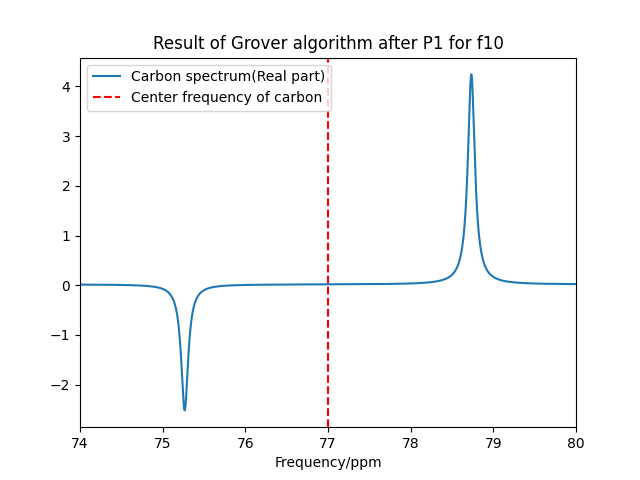 Result of Grover algorithm after P1 for f10
Carbon spectrum(Real part)
Center frequency of carbon
4
3
2
1
0
−1
−2
74 75 76 77 78 79 80
Frequency/ppm